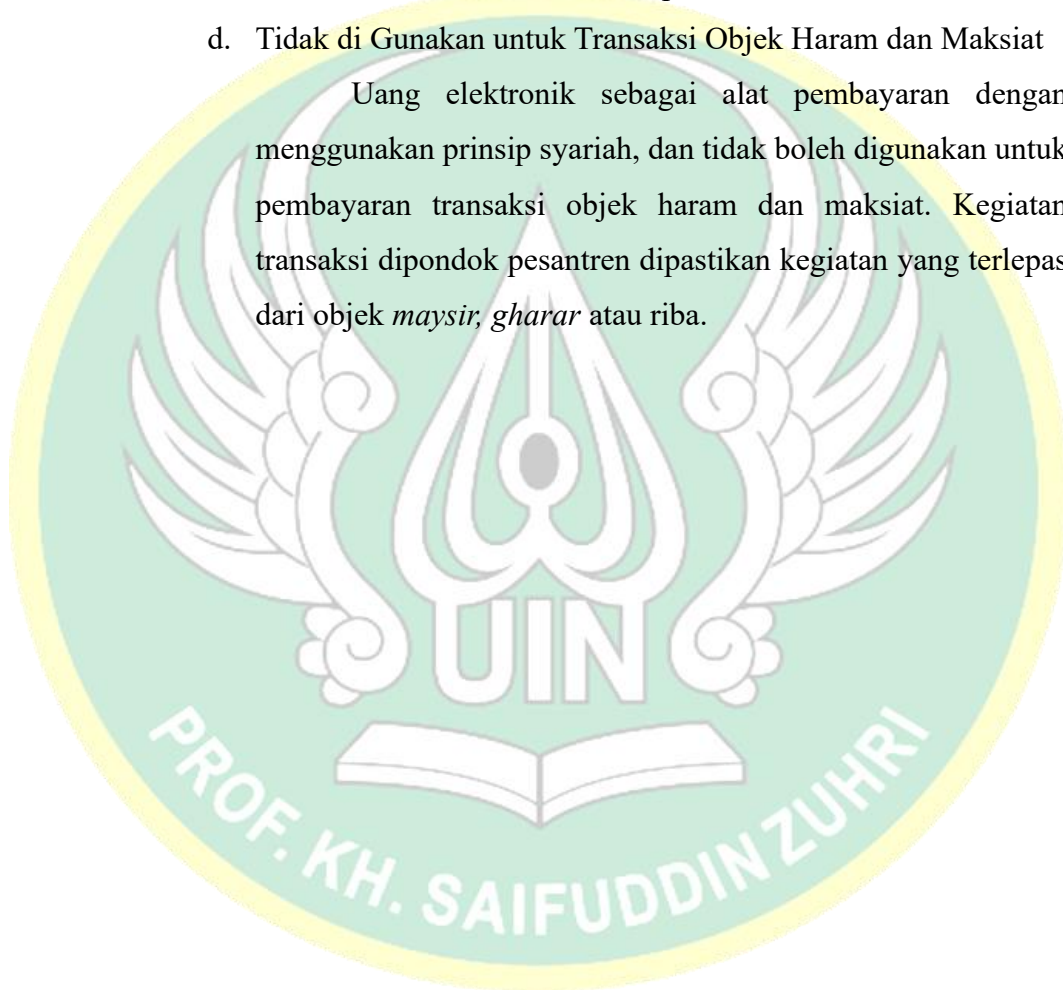 d. Tidak di Gunakan untuk Transaksi Objek Haram dan Maksiat
Uang elektronik sebagai alat pembayaran dengan
menggunakan prinsip syariah, dan tidak boleh digunakan untuk
pembayaran transaksi objek haram dan maksiat. Kegiatan
transaksi dipondok pesantren dipastikan kegiatan yang terlepas
dari objek maysir, gharar atau riba.
UIN
PROF. KH. SAIFUDDIN ZUHRI